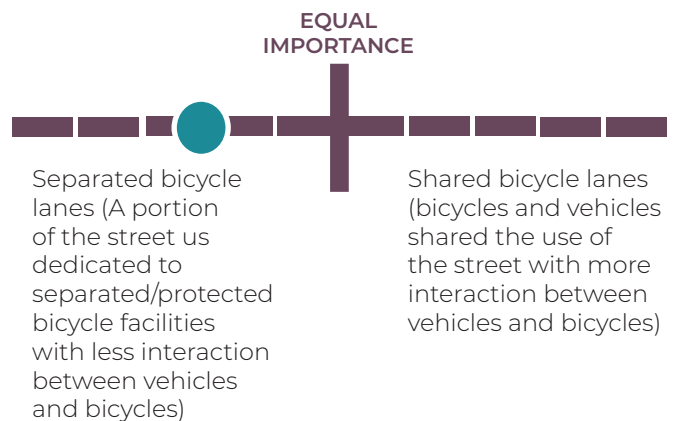 EQUAL
IMPORTANCE
Separated bicycle
lanes (A portion
of the street us
dedicated to
separated/protected
bicycle facilities
with less interaction
between vehicles
and bicycles)
Shared bicycle lanes
(bicycles and vehicles
shared the use of
the street with more
interaction between
vehicles and bicycles)